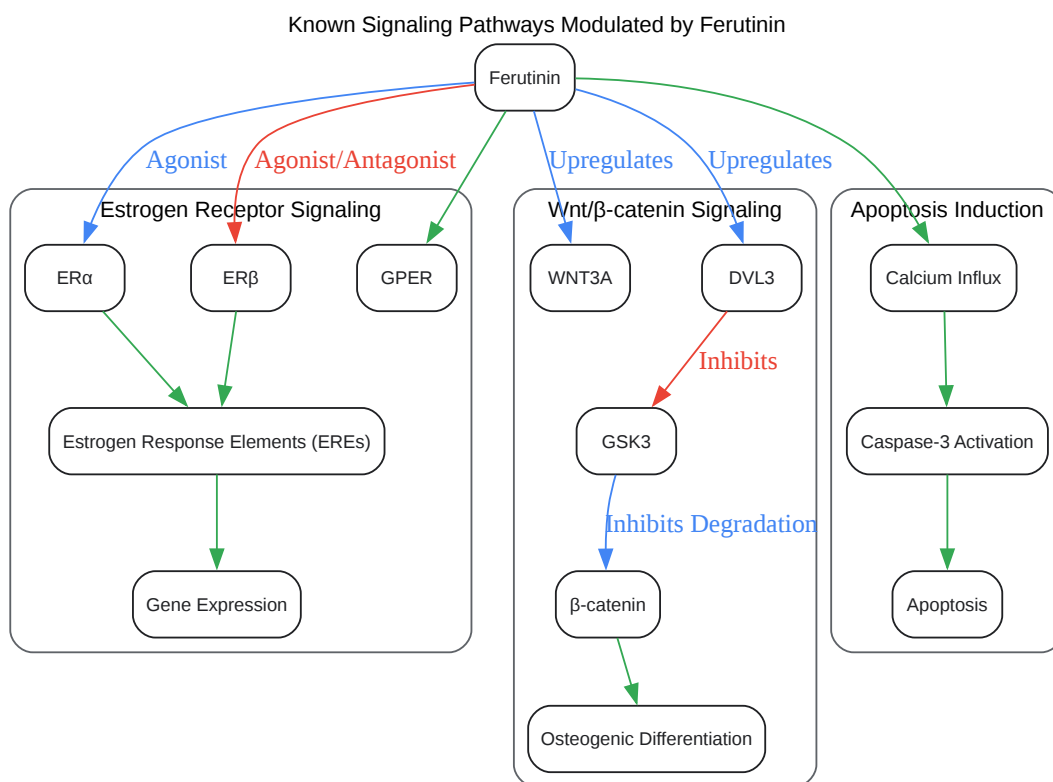 Known Signaling Pathways Modulated by Ferutinin
Ferutinin
Agonist
Agonist/Antagonist
Upregulates
Upregulates
Estrogen Receptor Signaling
Wnt/β-catenin Signaling
Apoptosis Induction
ERα
ERβ
GPER
WNT3A
DVL3
Calcium Influx
Inhibits
Estrogen Response Elements (EREs)
GSK3
Caspase-3 Activation
Inhibits Degradation
Gene Expression
β-catenin
Apoptosis
Osteogenic Differentiation